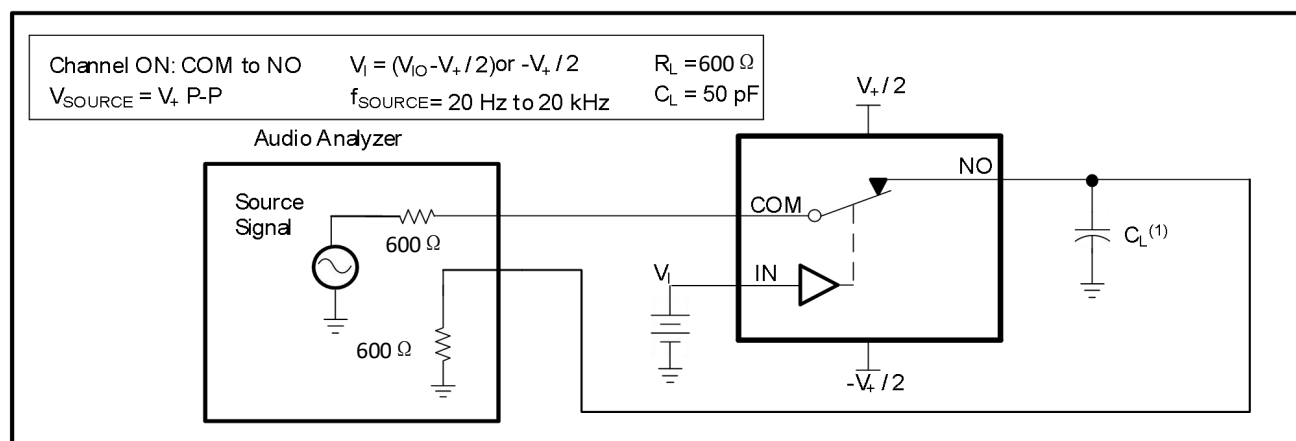 Channel ON: COM to NO V_I = (V_IO-V_+/2) or -V_+/2 R_L = 600 Ω
V_SOURCE = V_+ P-P f_SOURCE = 20 Hz to 20 kHz C_L = 50 pF
V_+/2
Audio Analyzer
NO
Source
Signal
COM
600 Ω
C_L^(1)
V_I
IN
600 Ω
-V_+/2